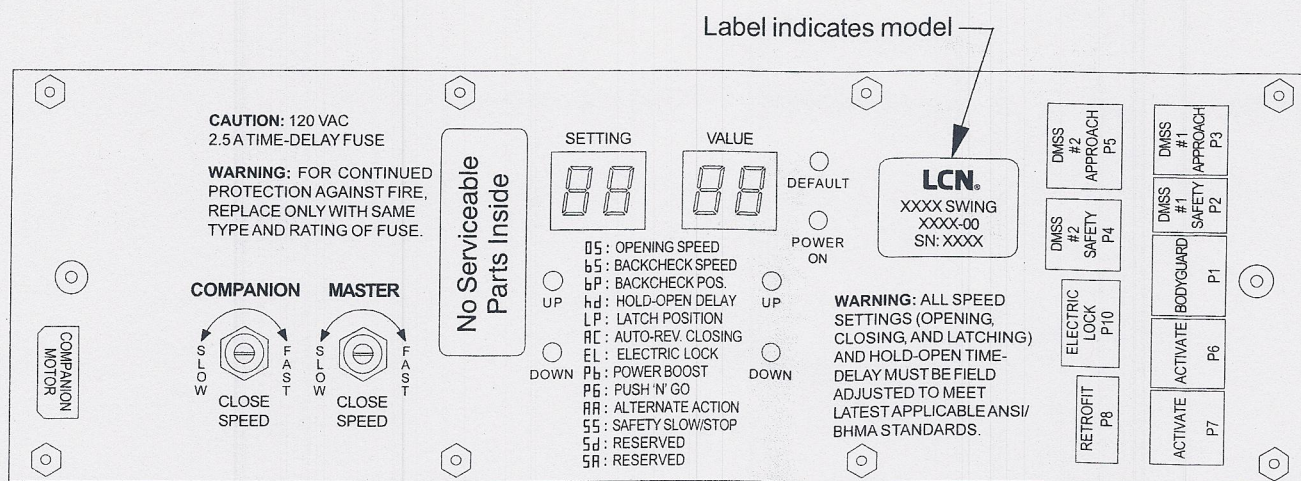 Label indicates model
CAUTION: 120 VAC
2.5 A TIME-DELAY FUSE
WARNING: FOR CONTINUED
PROTECTION AGAINST FIRE,
REPLACE ONLY WITH SAME
TYPE AND RATING OF FUSE.
COMPANION
MASTER
SLOW
FAST
SLOW
FAST
CLOSE
SPEED
CLOSE
SPEED
COMPANION
MOTOR
No Serviceable
Parts Inside
SETTING
VALUE
88
88
DEFAULT
POWER
ON
UP
DOWN
UP
DOWN
OS: OPENING SPEED
bS: BACKCHECK SPEED
bP: BACKCHECK POS.
hd: HOLD-OPEN DELAY
LP: LATCH POSITION
AC: AUTO-REV. CLOSING
EL: ELECTRIC LOCK
Pb: POWER BOOST
PG: PUSH 'N' GO
AA: ALTERNATE ACTION
SS: SAFETY SLOW/STOP
Sd: RESERVED
SA: RESERVED
LCN®
XXXX SWING
XXXX-00
SN: XXXX
WARNING: ALL SPEED
SETTINGS (OPENING,
CLOSING, AND LATCHING)
AND HOLD-OPEN TIME-
DELAY MUST BE FIELD
ADJUSTED TO MEET
LATEST APPLICABLE ANSI/
BHMA STANDARDS.
DMSS
#2
APPROACH
P5
DMSS
#2
SAFETY
P4
ELECTRIC
LOCK
P10
RETROFIT
P8
DMSS
#1
APPROACH
P3
DMSS
#1
SAFETY
P2
BODYGUARD
P1
ACTIVATE
P6
ACTIVATE
P7